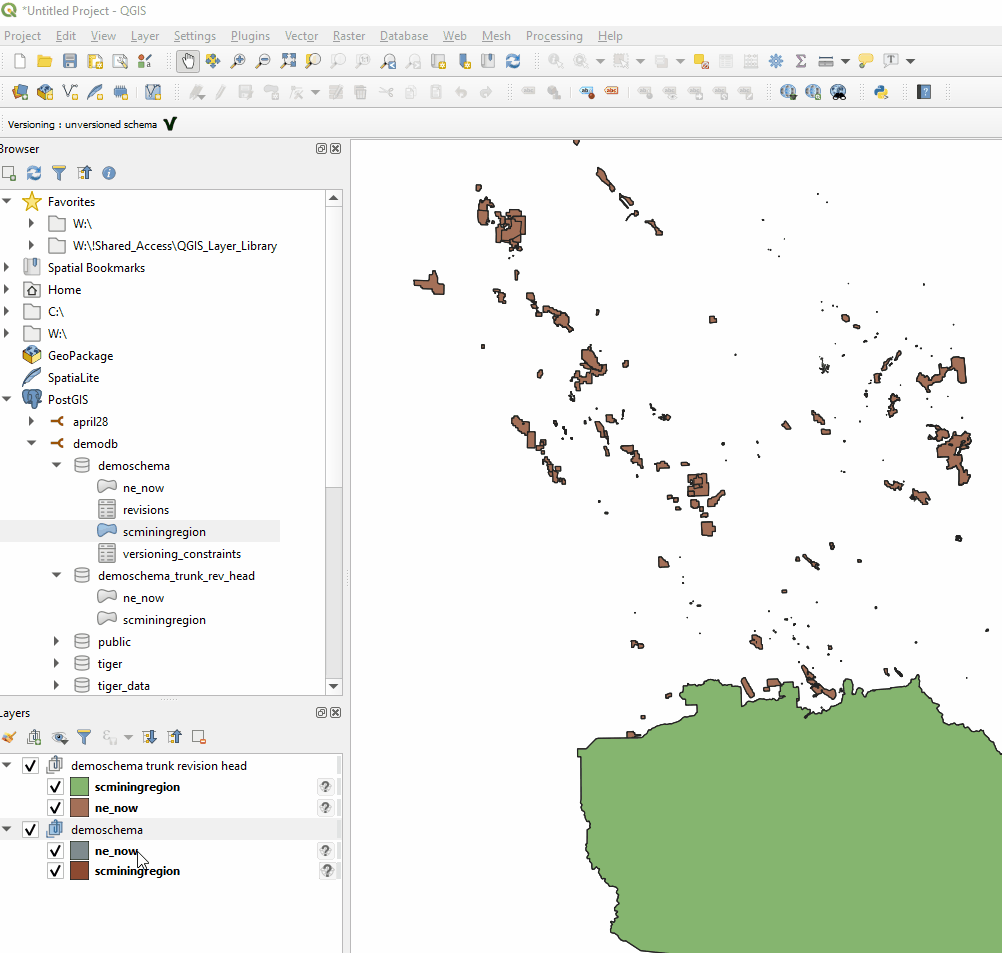 *Untitled Project - QGIS
Project Edit View Layer Settings Plugins Vector Raster Database Web Mesh Processing Help
Versioning : unversioned schema
Browser
Favorites
W:\
W:\!Shared_Access\QGIS_Layer_Library
Spatial Bookmarks
Home
C:\
W:\
GeoPackage
SpatiaLite
PostGIS
april28
demodb
demoschema
ne_now
revisions
scminingregion
versioning_constraints
demoschema_trunk_rev_head
ne_now
scminingregion
public
tiger
tiger_data
Layers
demoschema trunk revision head
scminingregion ?
ne_now ?
demoschema
ne_now ?
scminingregion ?